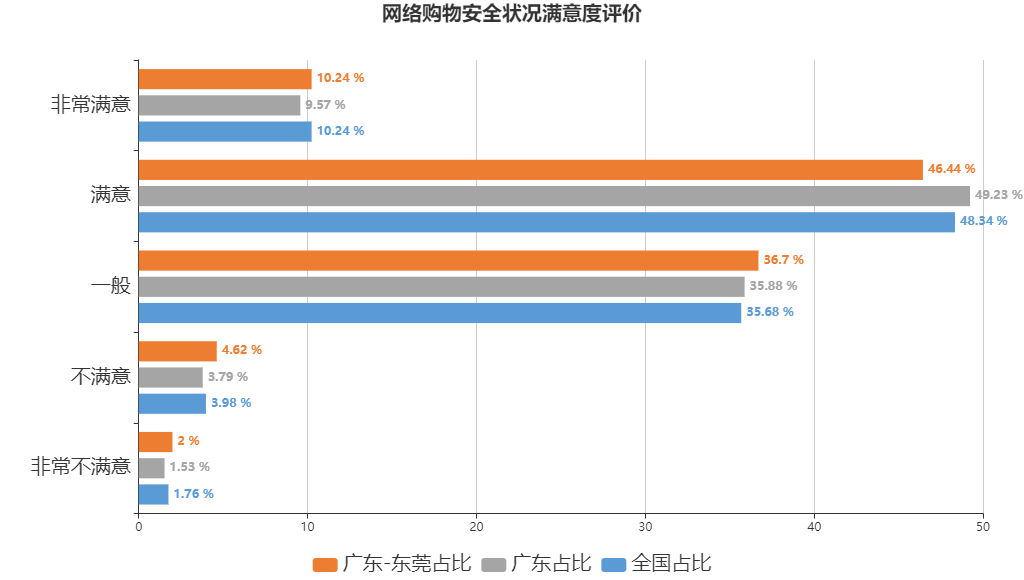 网络购物安全状况满意度评价
非常满意
10.24 %
9.57 %
10.24 %
满意
46.44 %
49.23 %
48.34 %
一般
36.7 %
35.88 %
35.68 %
不满意
4.62 %
3.79 %
3.98 %
非常不满意
2 %
1.53 %
1.76 %
0 10 20 30 40 50
广东-东莞占比 广东占比 全国占比